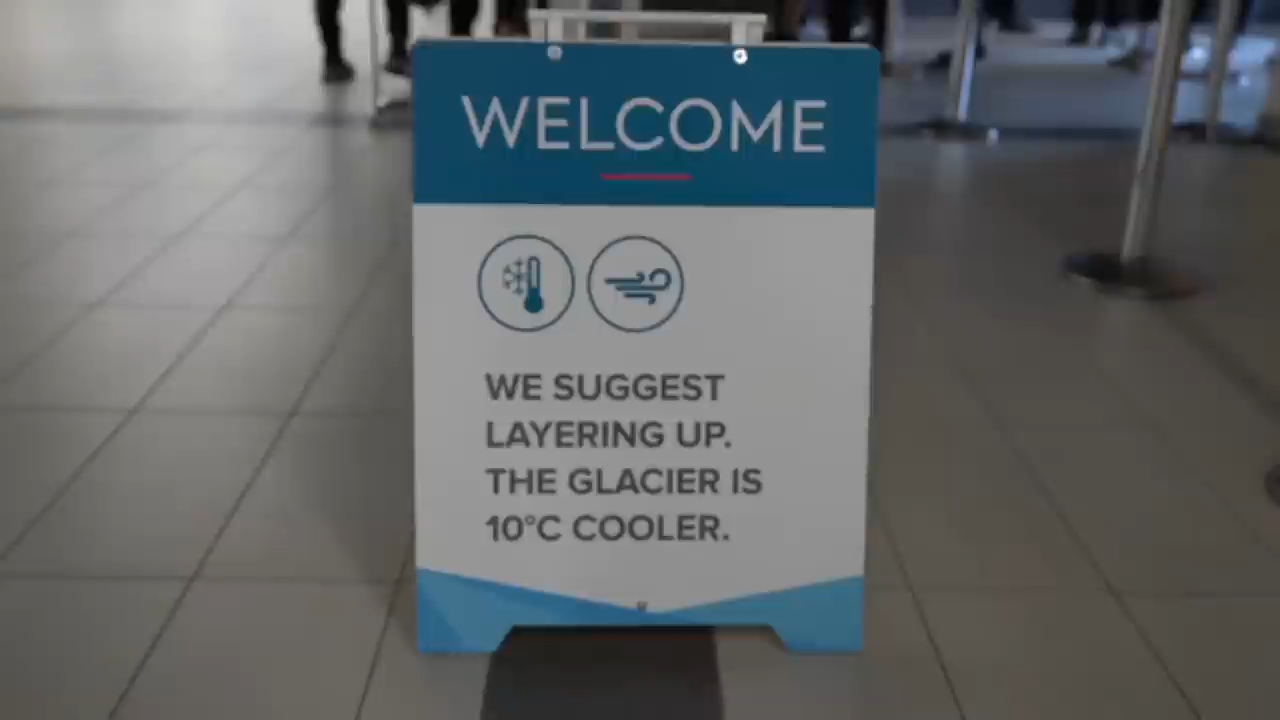 WELCOME
WE SUGGEST
LAYERING UP.
THE GLACIER IS
10°C COOLER.